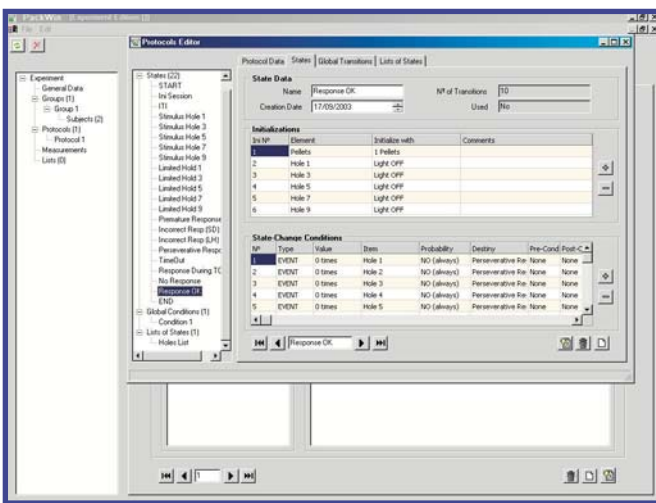 PackWin - [Experiment Editions ()]
File Edit
Experiment
General Data
Groups (1)
Group 1
Subjects (2)
Protocols (1)
Protocol 1
Measurements
Lists (0)
Protocols Editor
Protocol Data States Global Transitions Lists of States
States (22)
START
Ini Session
ITI
Stimulus Hole 1
Stimulus Hole 3
Stimulus Hole 5
Stimulus Hole 7
Stimulus Hole 9
Limited Hold 1
Limited Hold 3
Limited Hold 5
Limited Hold 7
Limited Hold 9
Premature Response
Incorrect Resp (SD)
Incorrect Resp (LH)
Perseverative Respo
TimeOut
Response During TO
No Response
Response OK
END
Global Conditions (1)
Condition 1
Lists of States (1)
Holes List
State Data
Name Response OK Nº of Transitions 10
Creation Date 17/09/2003 Used No
Initializations
Ini Nº Element Initialize with Comments
1 Pellets 1 Pellets
2 Hole 1 Light OFF
3 Hole 3 Light OFF
4 Hole 5 Light OFF
5 Hole 7 Light OFF
6 Hole 9 Light OFF
State-Change Conditions
Nº Type Value Item Probability Destiny Pre-Cond Post-C
1 EVENT 0 times Hole 1 NO (always) Perseverative Re None None
2 EVENT 0 times Hole 2 NO (always) Perseverative Re None None
3 EVENT 0 times Hole 3 NO (always) Perseverative Re None None
4 EVENT 0 times Hole 4 NO (always) Perseverative Re None None
5 EVENT 0 times Hole 5 NO (always) Perseverative Re None None
Response OK
1